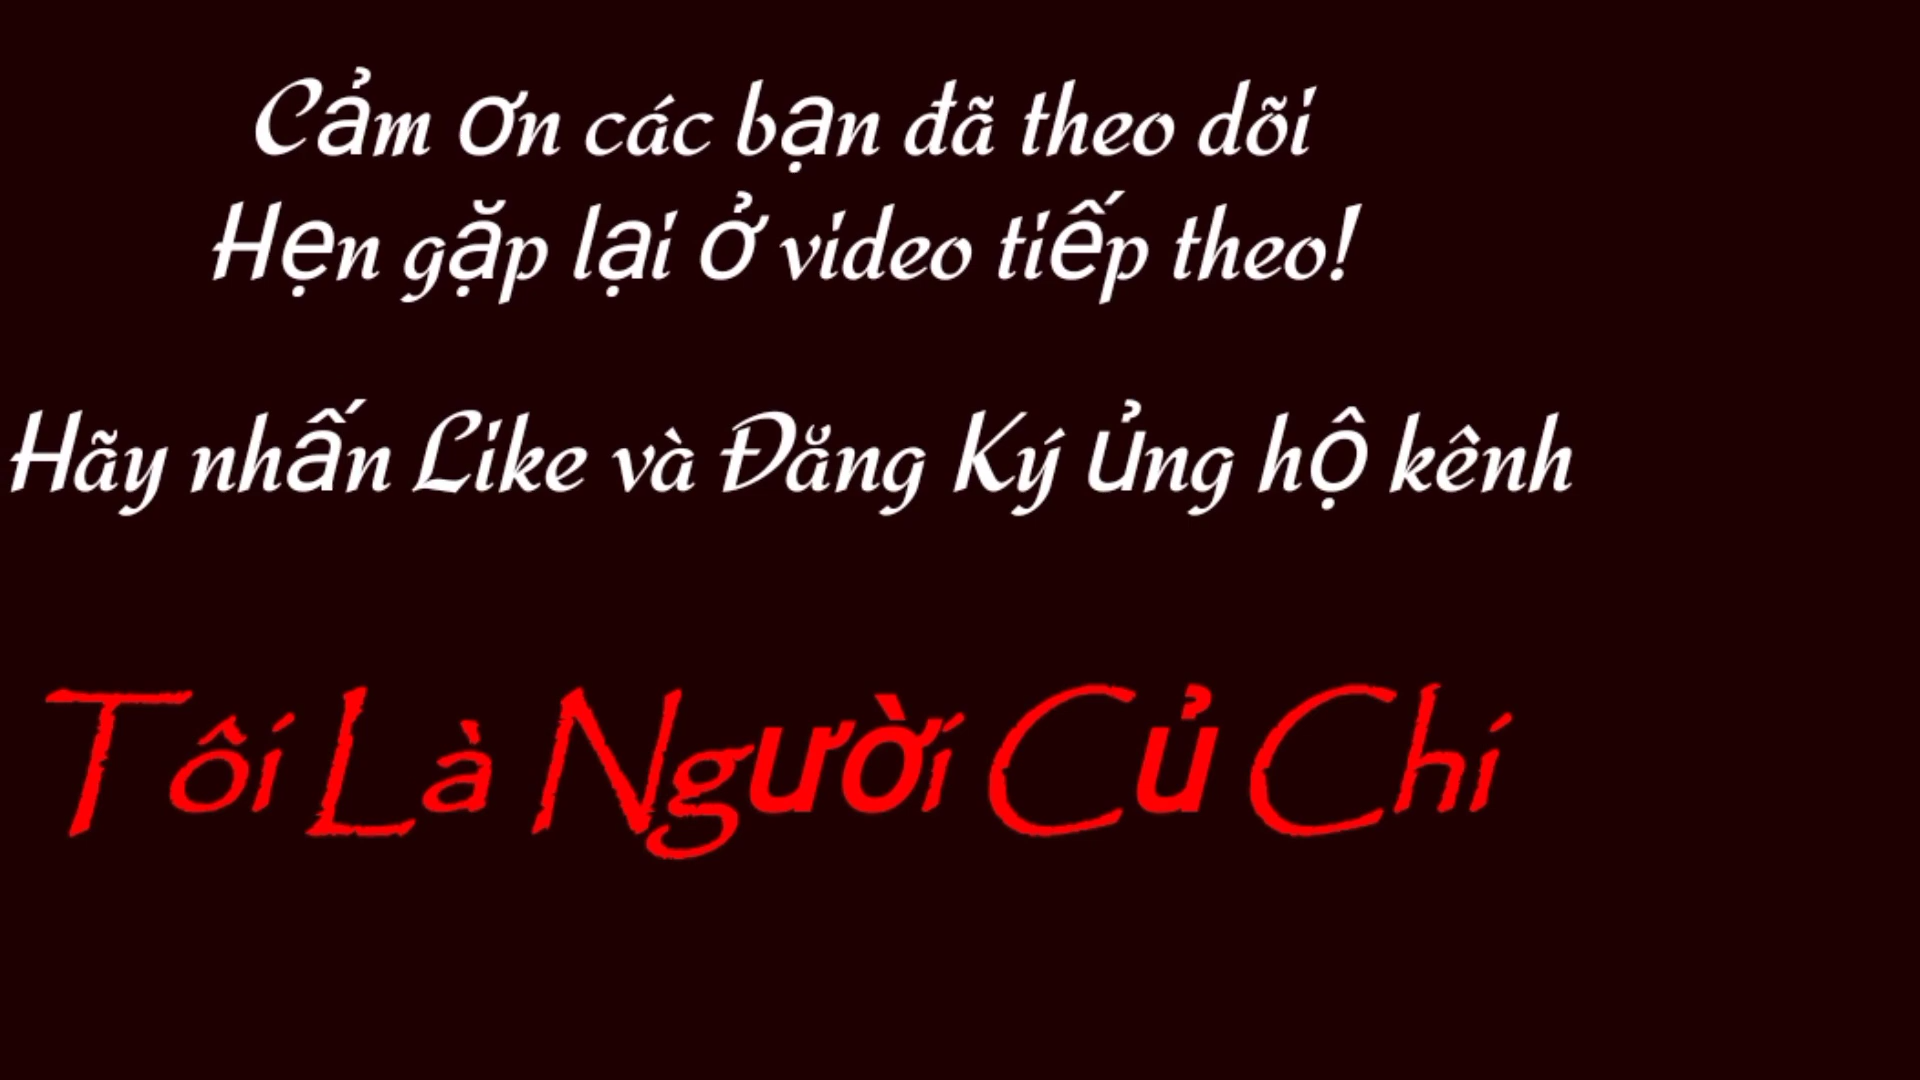 Cảm ơn các bạn đã theo dõi
Hẹn gặp lại ở video tiếp theo!
Hãy nhấn Like và Đăng Ký ủng hộ kênh
Tôi Là Người Củ Chi